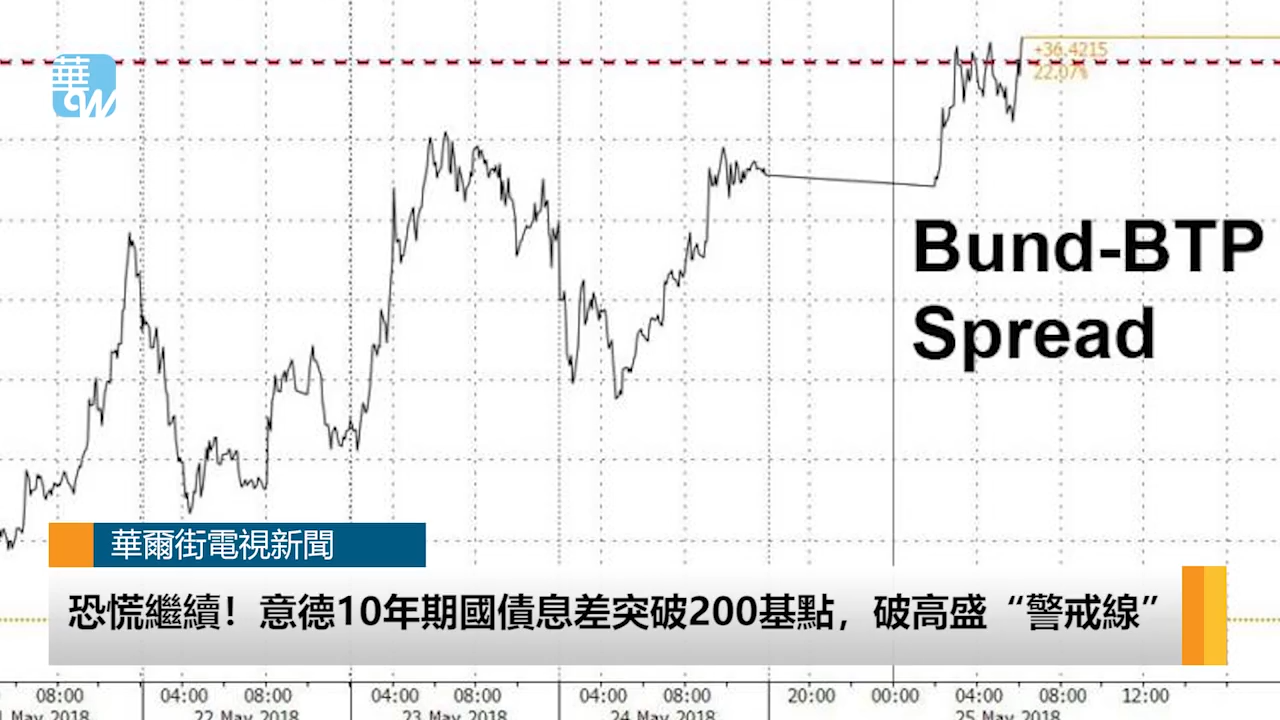 華
W
+36.4215
22.07%
Bund-BTP
Spread
華爾街電視新聞
恐慌繼續！意德10年期國債息差突破200基點，破高盛“警戒線”
08:00 04:00 08:00 04:00 08:00 04:00 08:00 20:00 00:00 04:00 08:00 12:00
May 2018 22 May 2018 23 May 2018 24 May 2018 25 May 2018